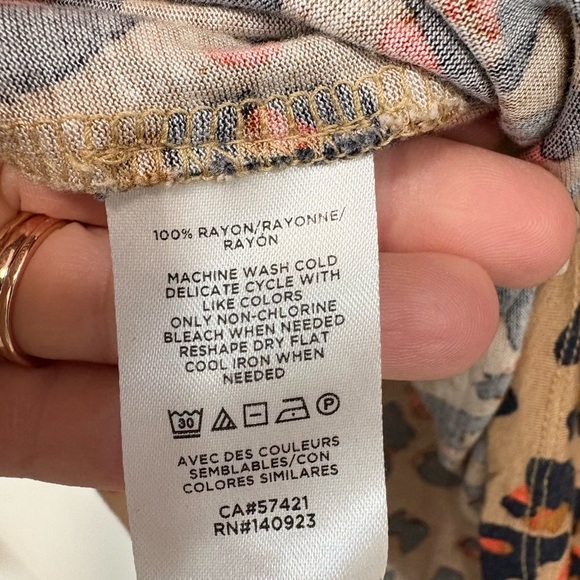 100% RAYON/RAYONNE/
RAYÓN
MACHINE WASH COLD
DELICATE CYCLE WITH
LIKE COLORS
ONLY NON-CHLORINE
BLEACH WHEN NEEDED
RESHAPE DRY FLAT
COOL IRON WHEN
NEEDED
30 P
AVEC DES COULEURS
SEMBLABLES/CON
COLORES SIMILARES
CA#57421
RN#140923